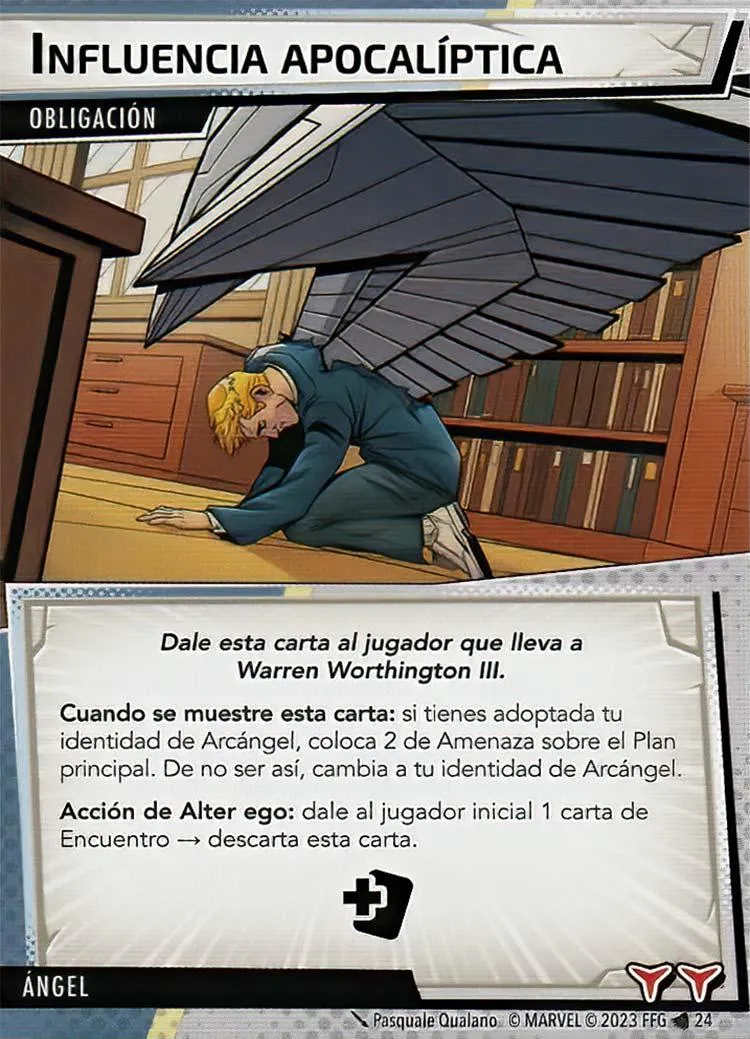 INFLUENCIA APOCALÍPTICA
OBLIGACIÓN
Dale esta carta al jugador que lleva a
Warren Worthington III.
Cuando se muestre esta carta: si tienes adoptada tu
identidad de Arcángel, coloca 2 de Amenaza sobre el Plan
principal. De no ser así, cambia a tu identidad de Arcángel.
Acción de Alter ego: dale al jugador inicial 1 carta de
Encuentro → descarta esta carta.
ÁNGEL
Pasquale Qualano © MARVEL © 2023 FFG 24